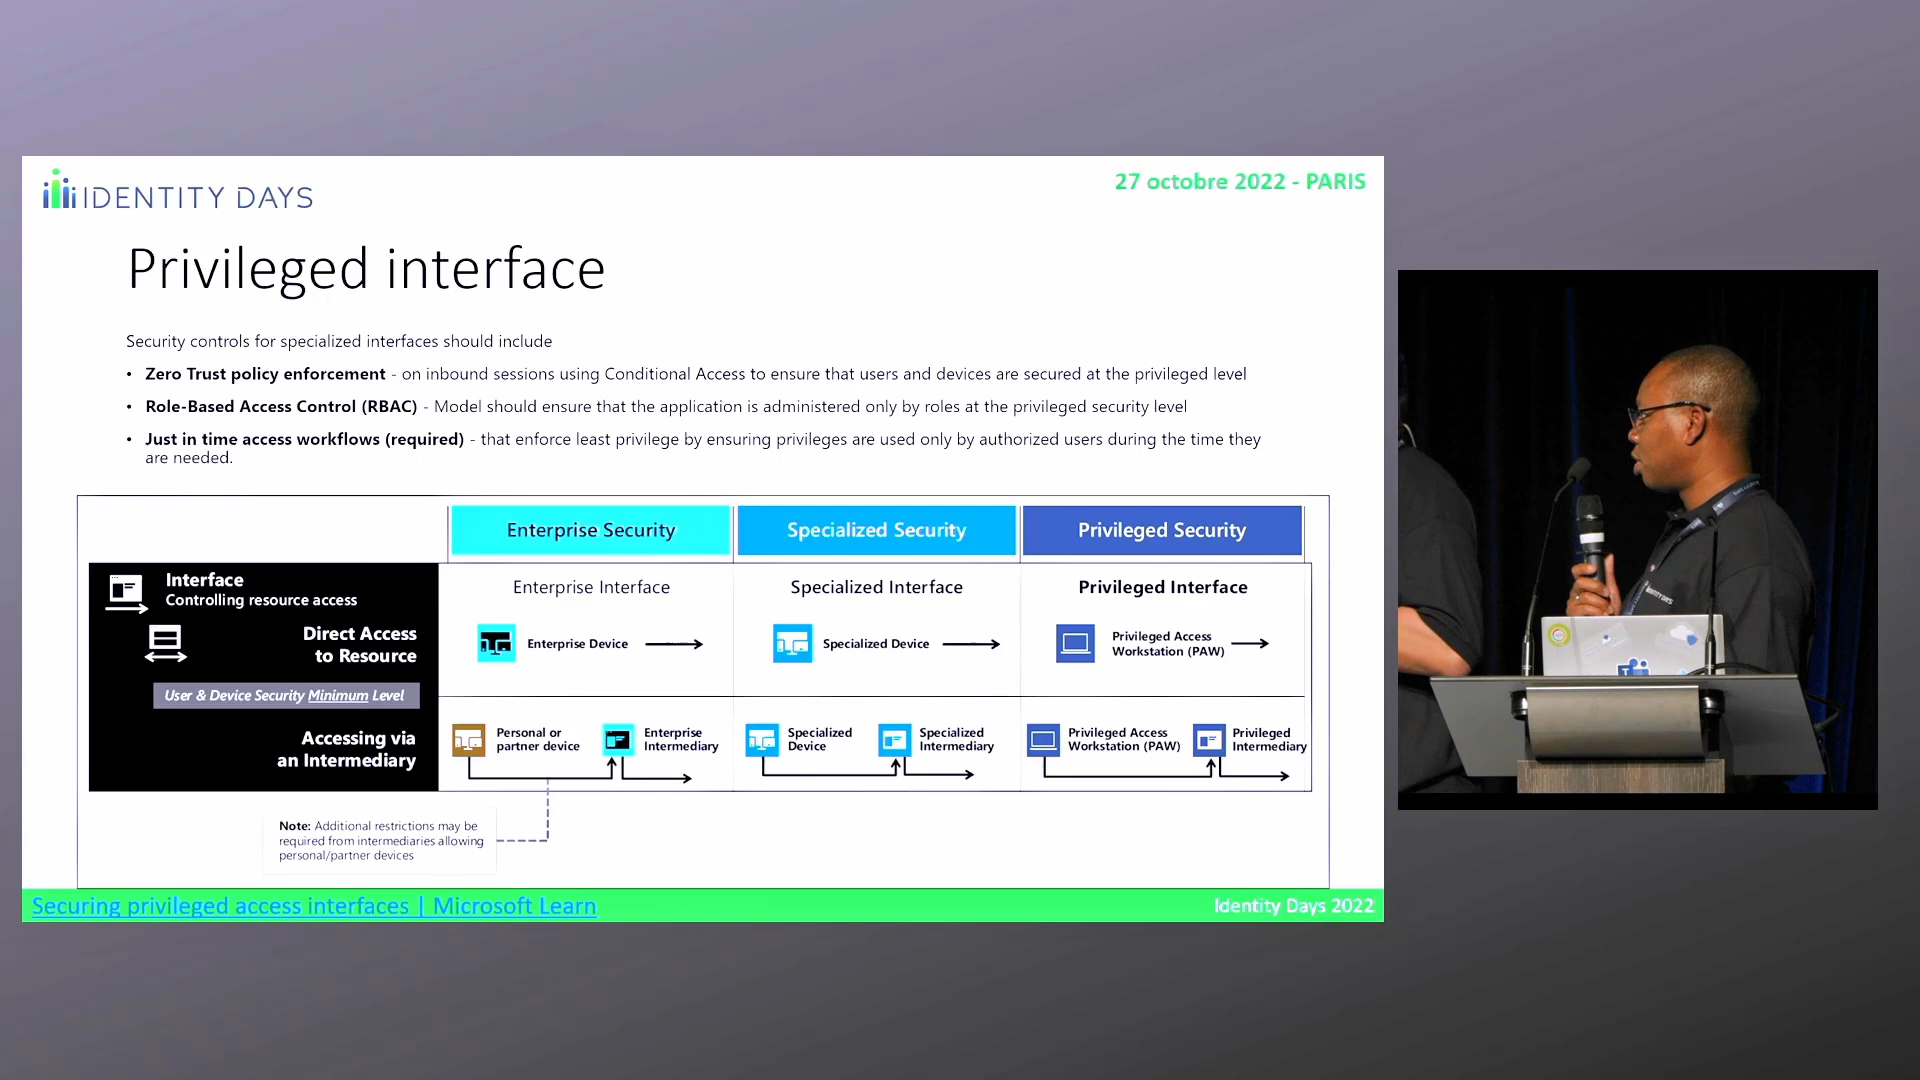 IDENTITY DAYS
27 octobre 2022 - PARIS
Privileged interface
Security controls for specialized interfaces should include
• Zero Trust policy enforcement - on inbound sessions using Conditional Access to ensure that users and devices are secured at the privileged level
• Role-Based Access Control (RBAC) - Model should ensure that the application is administered only by roles at the privileged security level
• Just in time access workflows (required) - that enforce least privilege by ensuring privileges are used only by authorized users during the time they
are needed.
Enterprise Security
Specialized Security
Privileged Security
Interface
Controlling resource access
Enterprise Interface
Specialized Interface
Privileged Interface
Direct Access
to Resource
Enterprise Device
Specialized Device
Privileged Access
Workstation (PAW)
User & Device Security Minimum Level
Accessing via
an Intermediary
Personal or
partner device
Enterprise
Intermediary
Specialized
Device
Specialized
Intermediary
Privileged Access
Workstation (PAW)
Privileged
Intermediary
Note: Additional restrictions may be
required from intermediaries allowing
personal/partner devices
Securing privileged access interfaces | Microsoft Learn
Identity Days 2022
IDENTITY DAYS